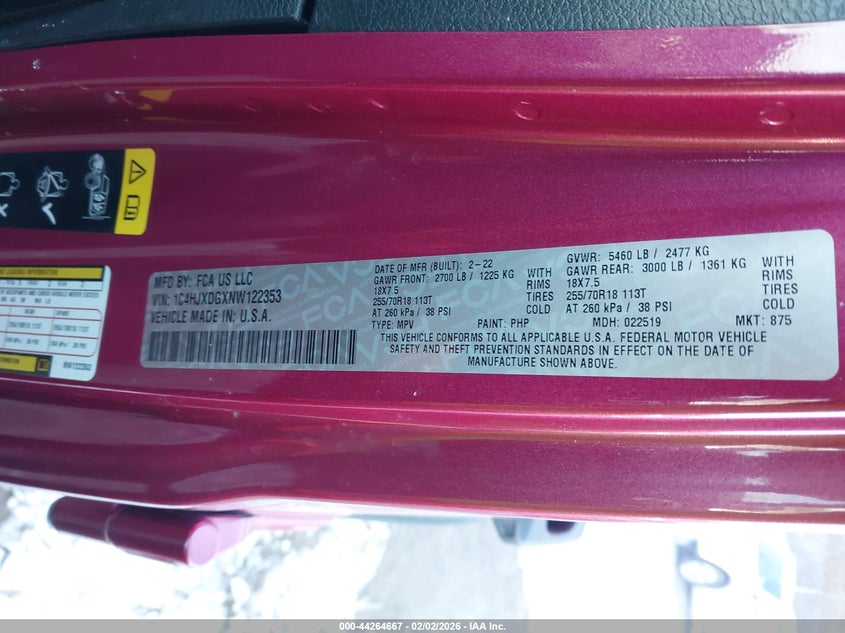 MFD BY: FCA US LLC
VIN: 1C4HJXDGXNW122353
VEHICLE MADE IN: U.S.A.
DATE OF MFR (BUILT): 2-22
GAWR FRONT: 2700 LB / 1225 KG WITH
18X7.5 RIMS
255/70R18 113T TIRES
AT 260 kPa / 38 PSI COLD
TYPE: MPV PAINT: PHP
GVWR: 5460 LB / 2477 KG
GAWR REAR: 3000 LB / 1361 KG WITH
18X7.5 RIMS
255/70R18 113T TIRES
AT 260 kPa / 38 PSI COLD
MDH: 022519 MKT: 875
THIS VEHICLE CONFORMS TO ALL APPLICABLE U.S.A. FEDERAL MOTOR VEHICLE
SAFETY AND THEFT PREVENTION STANDARDS IN EFFECT ON THE DATE OF
MANUFACTURE SHOWN ABOVE.
NW122353
000-44264667 - 02/02/2026 - IAA Inc.